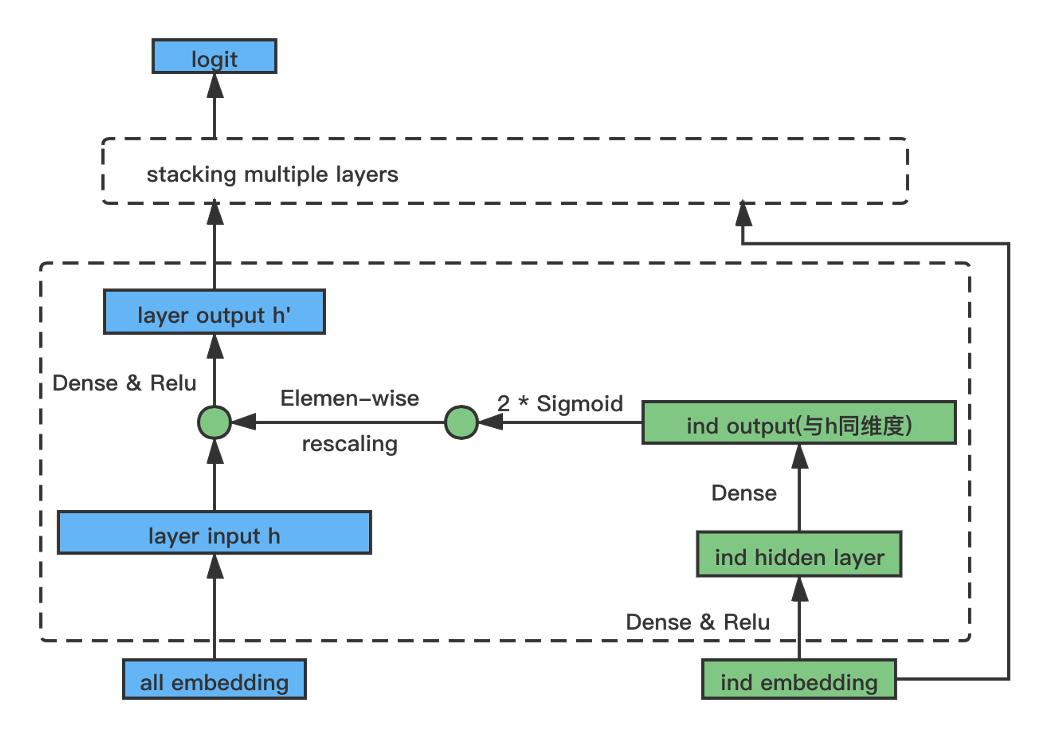 logit
stacking multiple layers
layer output h'
Dense & Relu
Elemen-wise
rescaling
2 * Sigmoid
ind output(与h同维度)
Dense
layer input h
ind hidden layer
Dense & Relu
all embedding
ind embedding